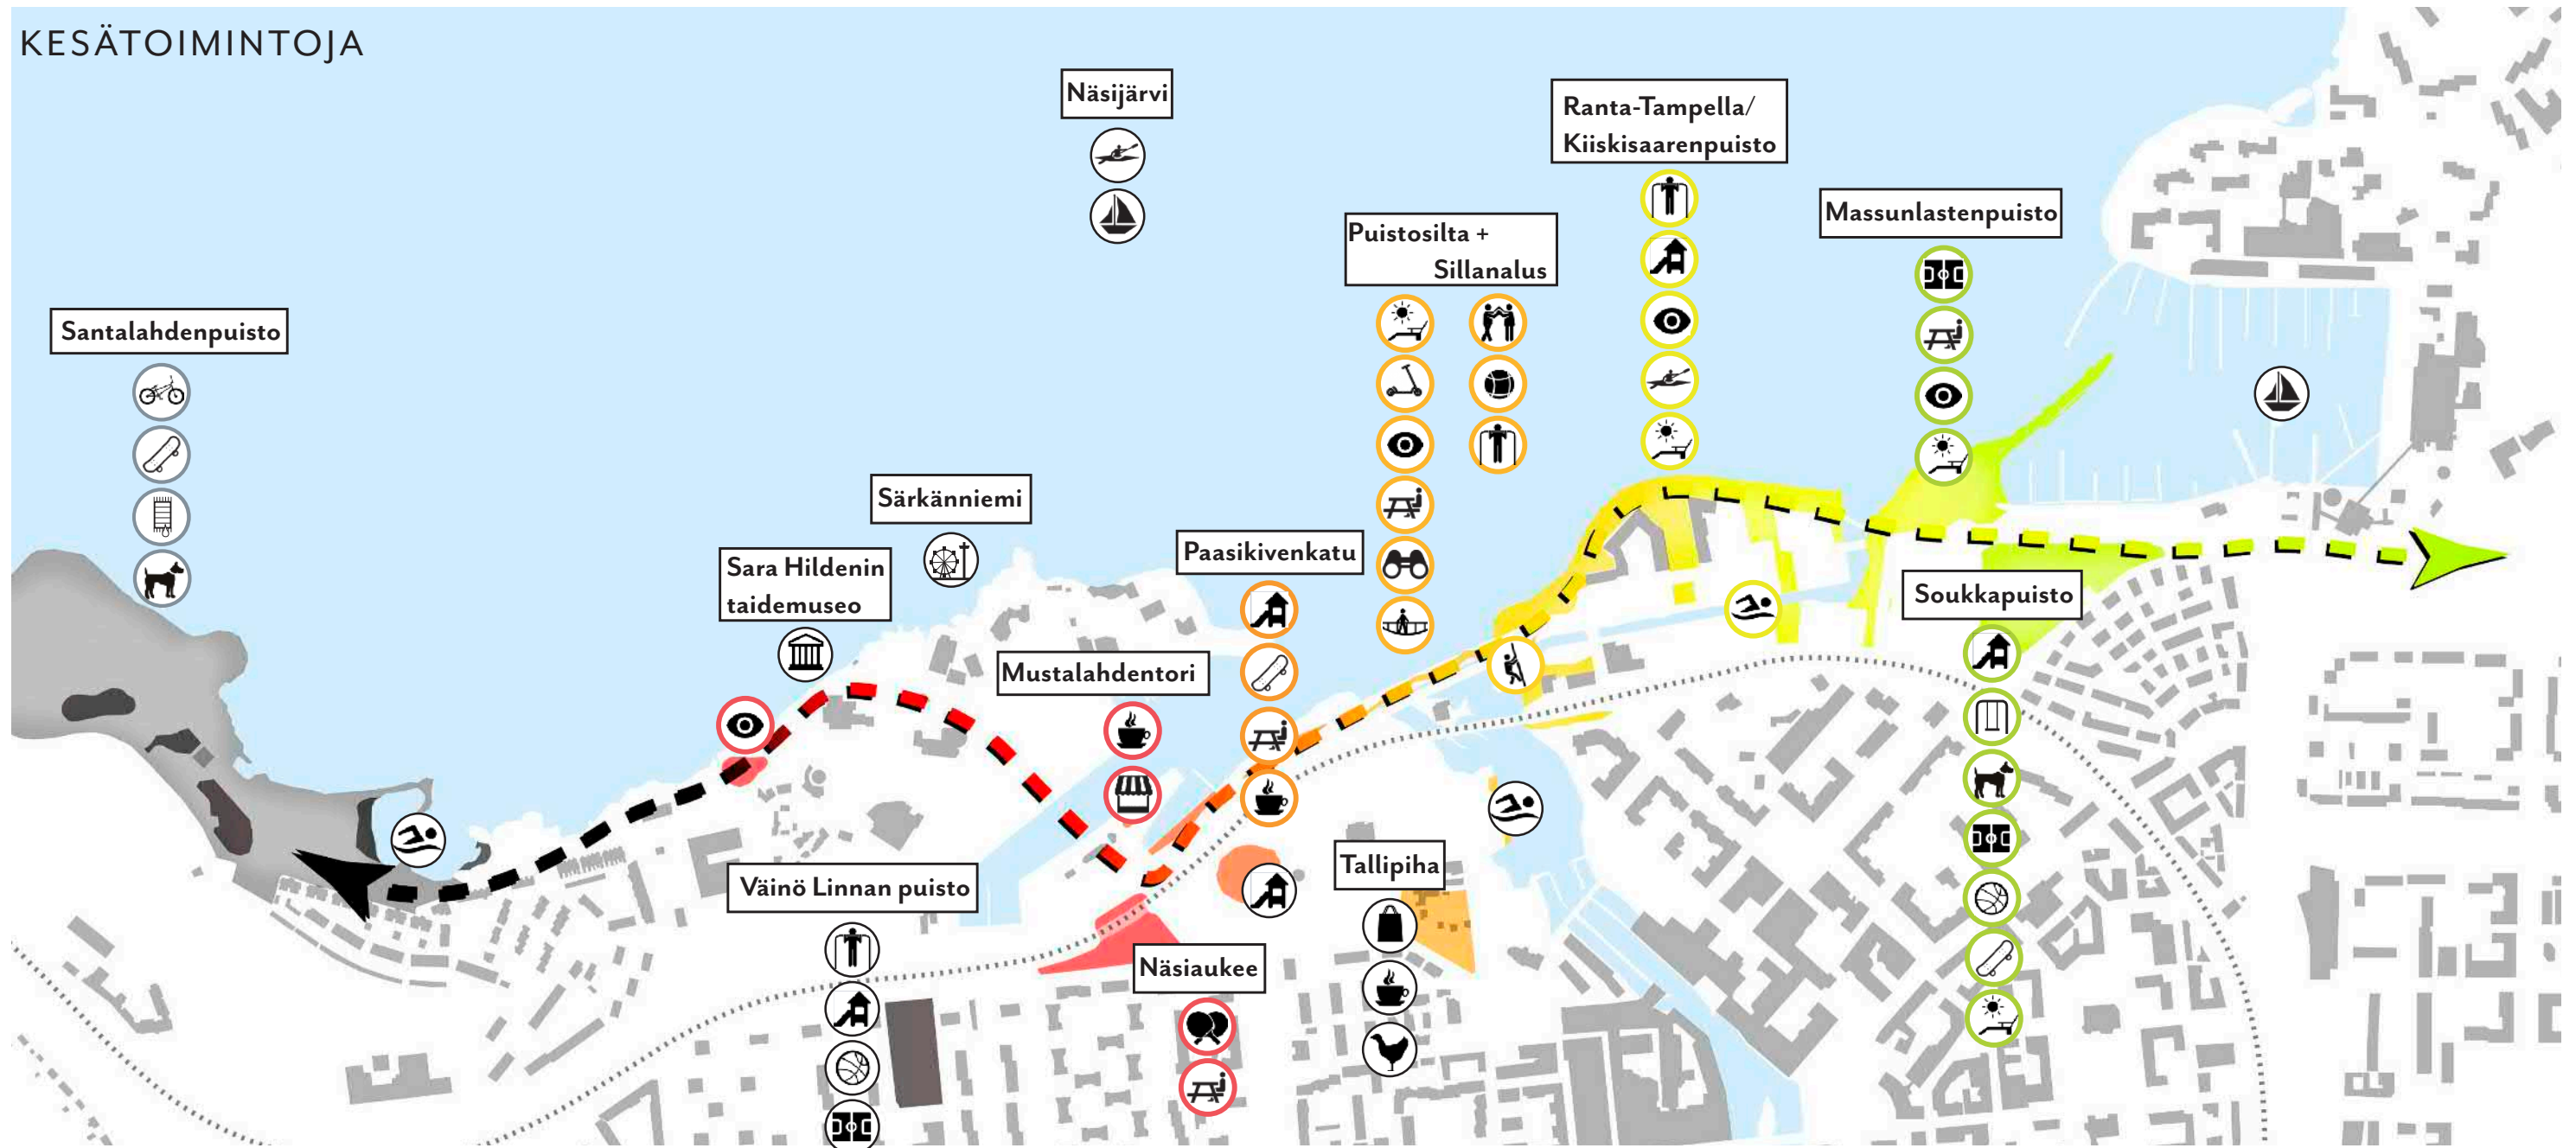 KESÄTOIMINTOJA
Näsijärvi
Ranta-Tampella/
Kiiskisaarenpuisto
Massunlastenpuisto
Puistosilta +
Sillanalus
Santalahdenpuisto
Särkänniemi
Paasikivenkatu
Sara Hildenin
taidemuseo
Soukkapuisto
Mustalahdentori
Tallipiha
Väinö Linnan puisto
Näsiaukee